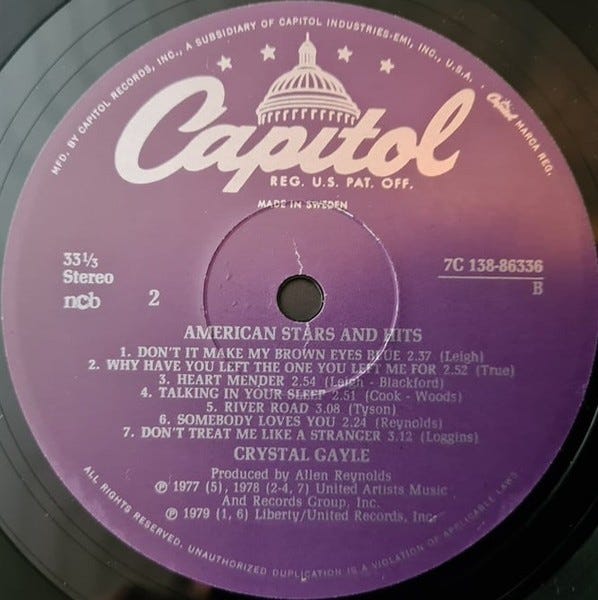 MFD. BY CAPITOL RECORDS, INC., A SUBSIDIARY OF CAPITOL INDUSTRIES-EMI, INC., U.S.A.
Capitol MARCA REG.
Capitol
REG. U.S. PAT. OFF.
MADE IN SWEDEN
33⅓
Stereo
ncb
2
7C 138-86336
B
AMERICAN STARS AND HITS
1. DON'T IT MAKE MY BROWN EYES BLUE 2.37 (Leigh)
2. WHY HAVE YOU LEFT THE ONE YOU LEFT ME FOR 2.52 (True)
3. HEART MENDER 2.54 (Leigh - Blackford)
4. TALKING IN YOUR SLEEP 2.51 (Cook - Woods)
5. RIVER ROAD 3.08 (Tyson)
6. SOMEBODY LOVES YOU 2.24 (Reynolds)
7. DON'T TREAT ME LIKE A STRANGER 3.12 (Loggins)
CRYSTAL GAYLE
Produced by Allen Reynolds
℗ 1977 (5), 1978 (2-4, 7) United Artists Music
And Records Group, Inc.
℗ 1979 (1, 6) Liberty/United Records, Inc.
ALL RIGHTS RESERVED. UNAUTHORIZED DUPLICATION IS A VIOLATION OF APPLICABLE LAWS